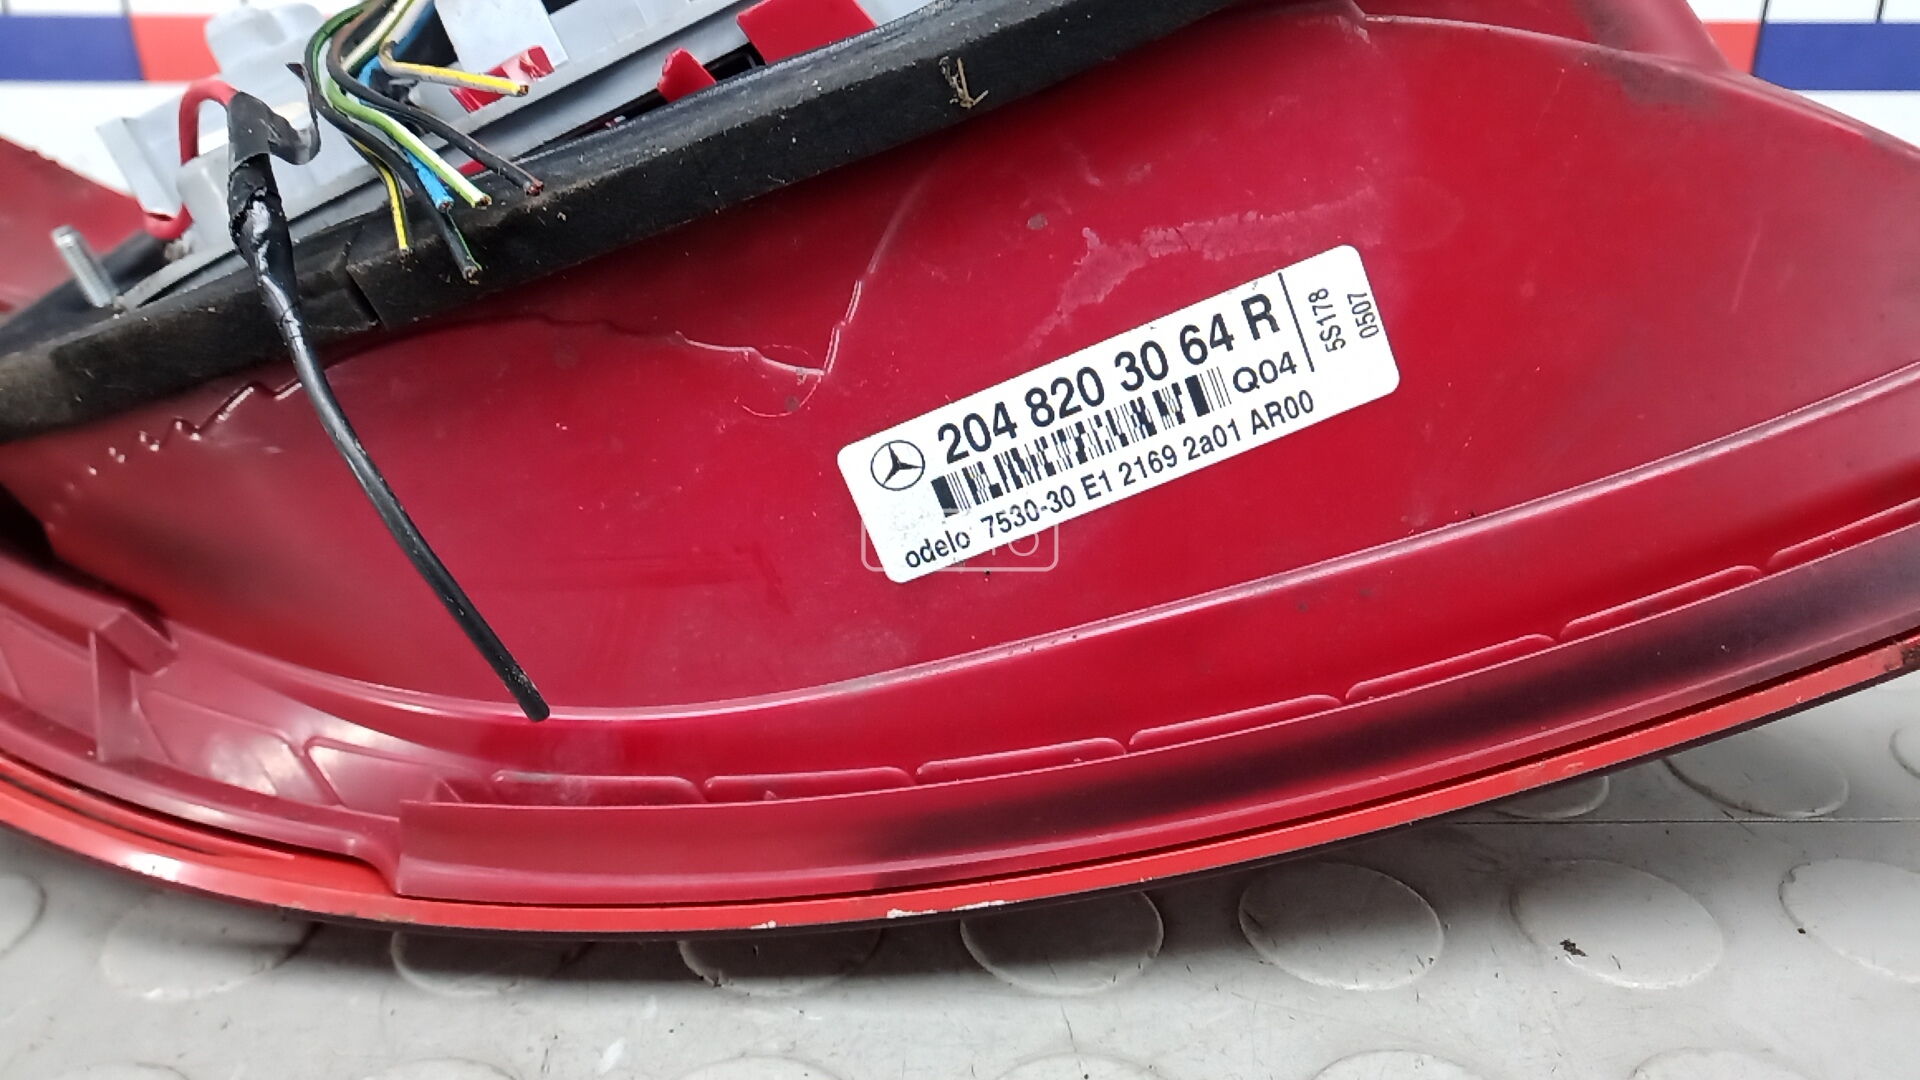 204 820 30 64 R
Q04
odelo 7530-30 E1 2169 2a01 AR00
5S178
0507